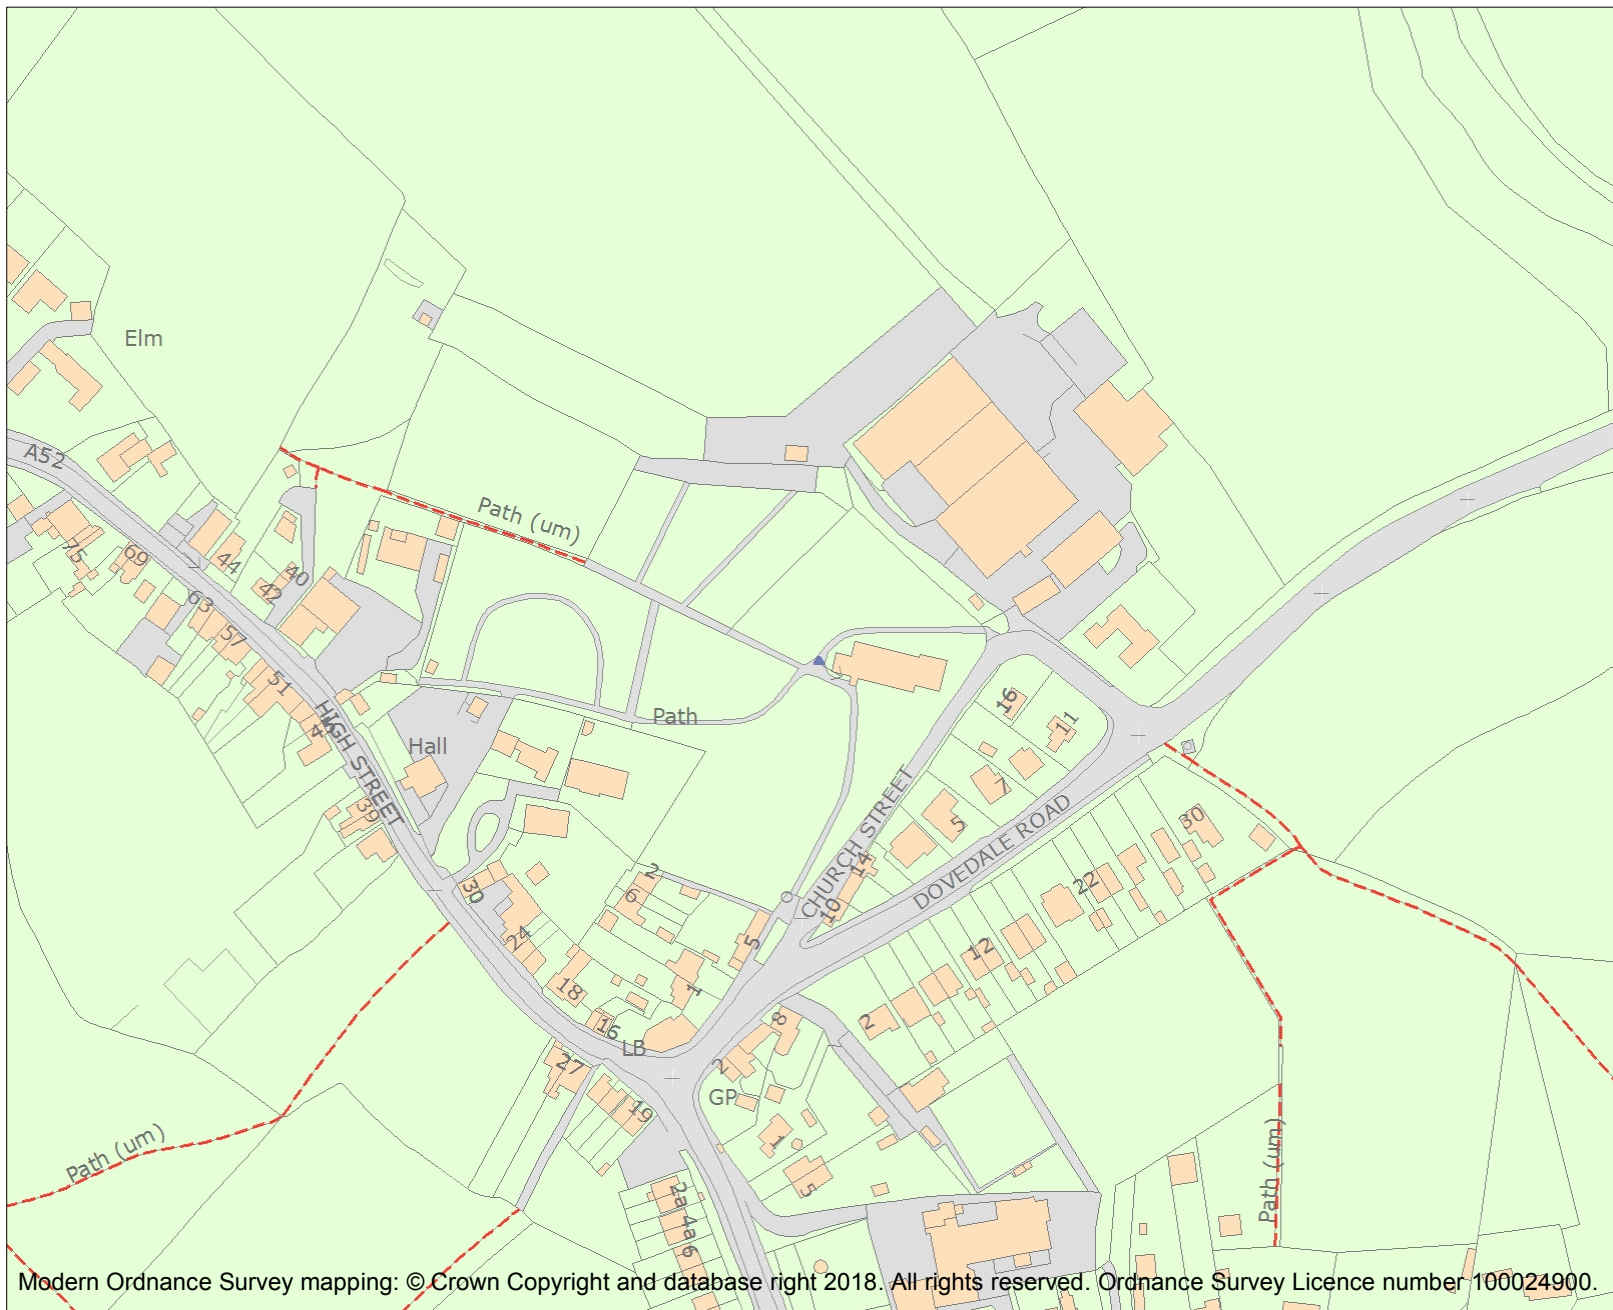 Elm
A52
Path (um)
75
69
44
42
40
63
57
51
45
HIGH STREET
Path
Hall
16
11
39
7
5
CHURCH STREET
DOVEDALE ROAD
30
14
10
22
2
6
30
24
5
12
18
1
16
LB
8
2
2
27
GP
19
1
5
Path (um)
Path (um)
2a
4a
6
Modern Ordnance Survey mapping: © Crown Copyright and database right 2018. All rights reserved. Ordnance Survey Licence number 100024900.